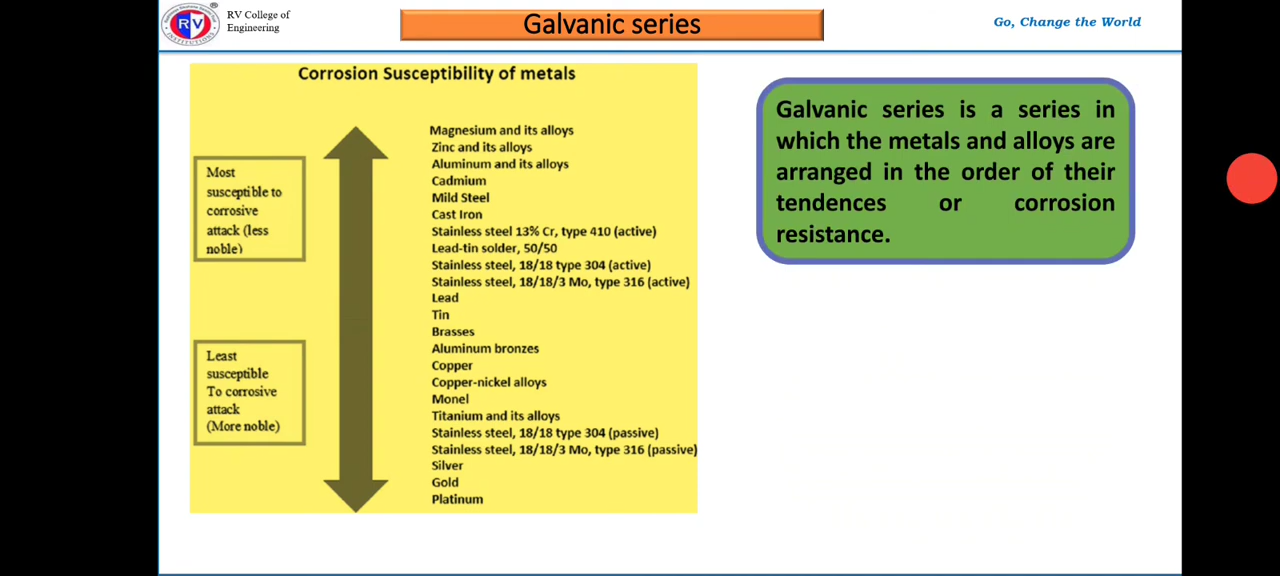 RV College of
Engineering
Galvanic series
Go, Change the World
RV
INSTITUTIONS
Corrosion Susceptibility of metals
Most
susceptible to
corrosive
attack (less
noble)
Least
susceptible
To corrosive
attack
(More noble)
Magnesium and its alloys
Zinc and its alloys
Aluminum and its alloys
Cadmium
Mild Steel
Cast Iron
Stainless steel 13% Cr, type 410 (active)
Lead-tin solder, 50/50
Stainless steel, 18/18 type 304 (active)
Stainless steel, 18/18/3 Mo, type 316 (active)
Lead
Tin
Brasses
Aluminum bronzes
Copper
Copper-nickel alloys
Monel
Titanium and its alloys
Stainless steel, 18/18 type 304 (passive)
Stainless steel, 18/18/3 Mo, type 316 (passive)
Silver
Gold
Platinum
Galvanic series is a series in
which the metals and alloys are
arranged in the order of their
tendences or corrosion
resistance.